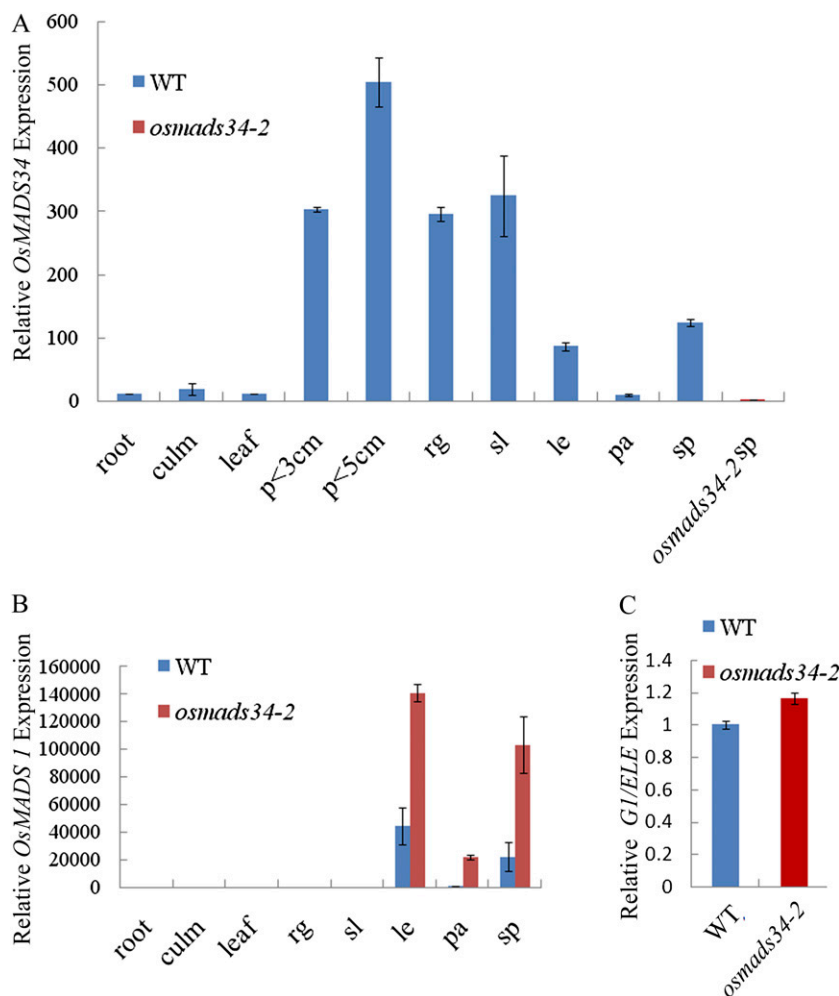 A
Relative OsMADS34 Expression
600
500
400
300
200
100
0
WT
osmads34-2
root
culm
leaf
p<3cm
p<5cm
rg
sl
le
pa
sp
osmads34-2 sp
B
Relative OsMADS 1 Expression
160000
140000
120000
100000
80000
60000
40000
20000
0
WT
osmads34-2
root
culm
leaf
rg
sl
le
pa
sp
C
Relative G1/ELE Expression
WT
osmads34-2
1.4
1.2
1
0.8
0.6
0.4
0.2
0
WT
osmads34-2